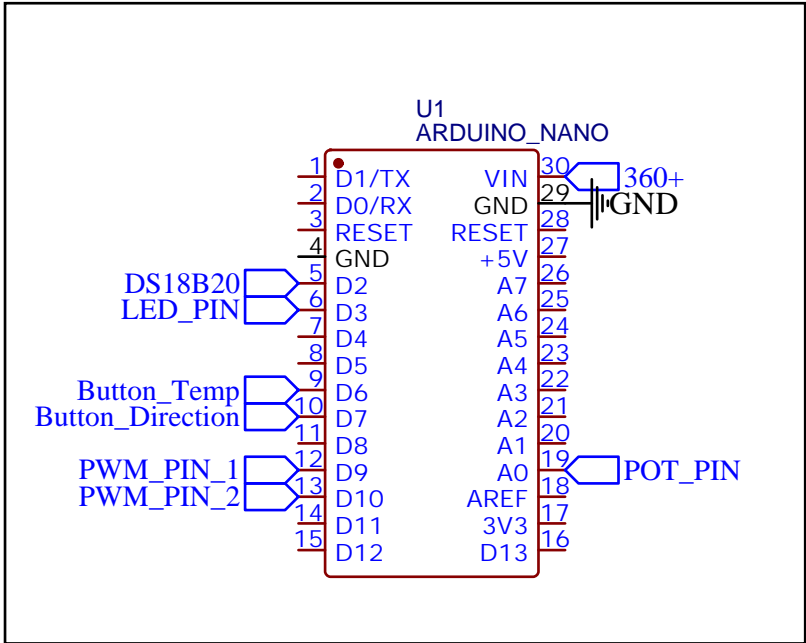 U1
ARDUINO_NANO
1 D1/TX VIN 30 360+
2 D0/RX GND 29 GND
3 RESET RESET 28
4 GND +5V 27
DS18B20 5 D2 A7 26
LED_PIN 6 D3 A6 25
7 D4 A5 24
8 D5 A4 23
Button_Temp 9 D6 A3 22
Button_Direction 10 D7 A2 21
11 D8 A1 20
PWM_PIN_1 12 D9 A0 19 POT_PIN
PWM_PIN_2 13 D10 AREF 18
14 D11 3V3 17
15 D12 D13 16